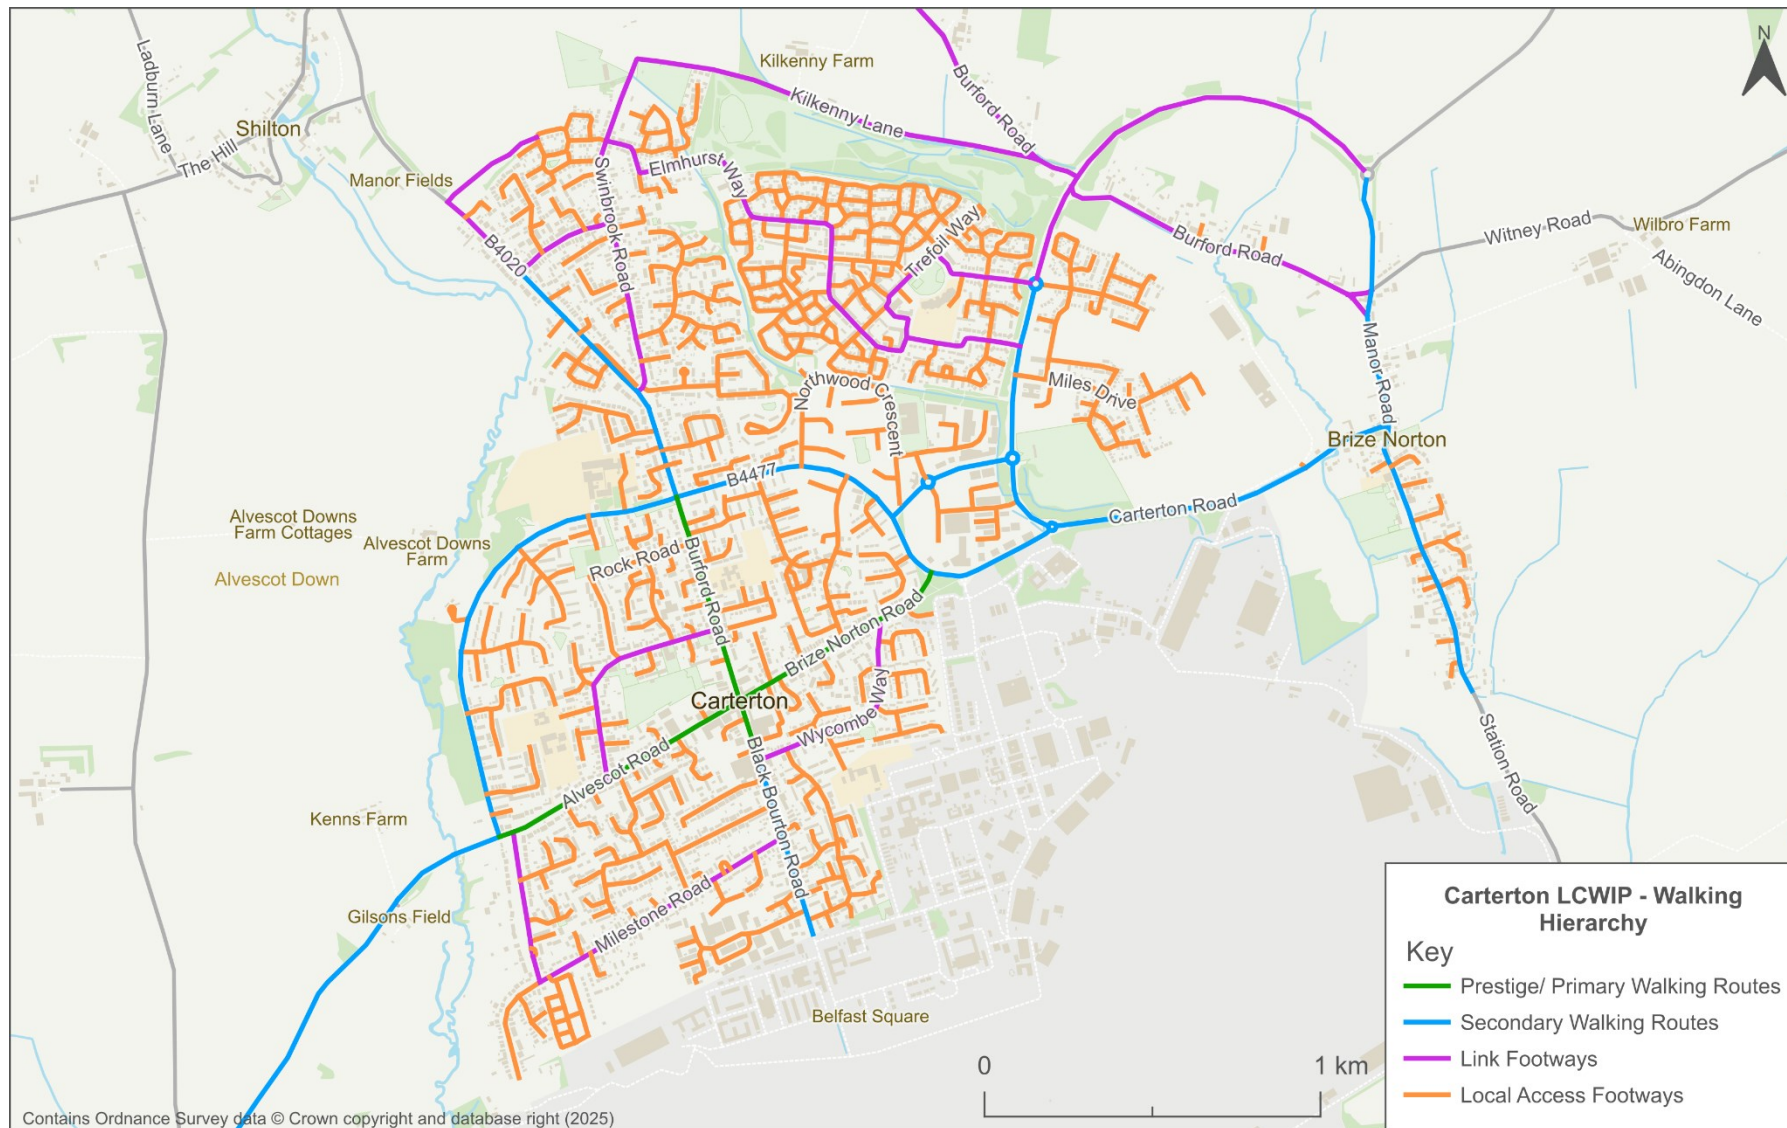 N
Kilkenny Farm
Burford Road
Ladburn Lane
Kilkenny Lane
Shilton
The Hill
Manor Fields
Elmhurst Way
Swinbrook Road
Trefoil Way
Burford Road
Witney Road
Wilbro Farm
Abingdon Lane
B4020
Manor Road
Northwood Crescent
Miles Drive
Brize Norton
B4477
Carterton Road
Alvescot Downs
Farm Cottages
Alvescot Downs
Farm
Alvescot Down
Rock Road
Burford Road
Brize Norton Road
Carterton
Wycombe Way
Alvescot Road
Black Bourton Road
Station Road
Kenns Farm
Gilsons Field
Milestone Road
Belfast Square
0
1 km
Carterton LCWIP - Walking
Hierarchy
Key
Prestige/ Primary Walking Routes
Secondary Walking Routes
Link Footways
Local Access Footways
Contains Ordnance Survey data © Crown copyright and database right (2025)